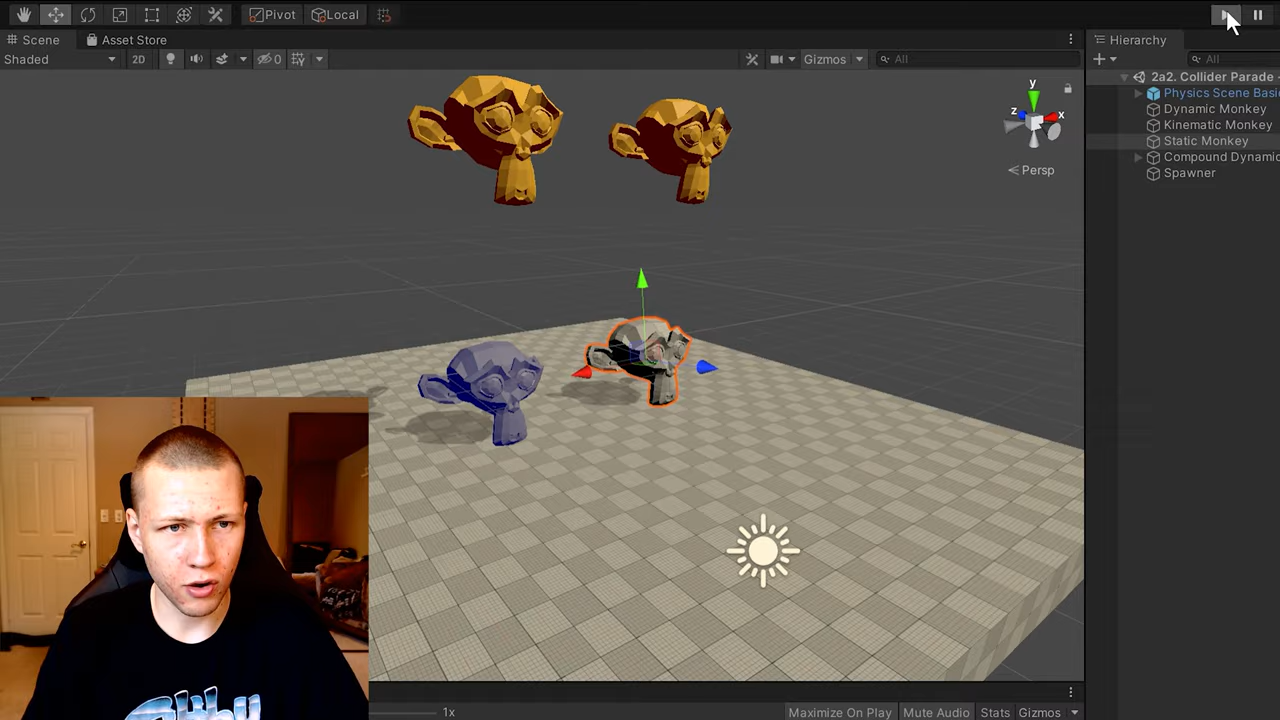 Pivot Local
Scene Asset Store
Hierarchy
Shaded 2D 0 Gizmos All
All
2a2. Collider Parade -
Physics Scene Basi
Dynamic Monkey
Kinematic Monkey
Static Monkey
Compound Dynamic
Spawner
y
z x
Persp
1x Maximize On Play Mute Audio Stats Gizmos